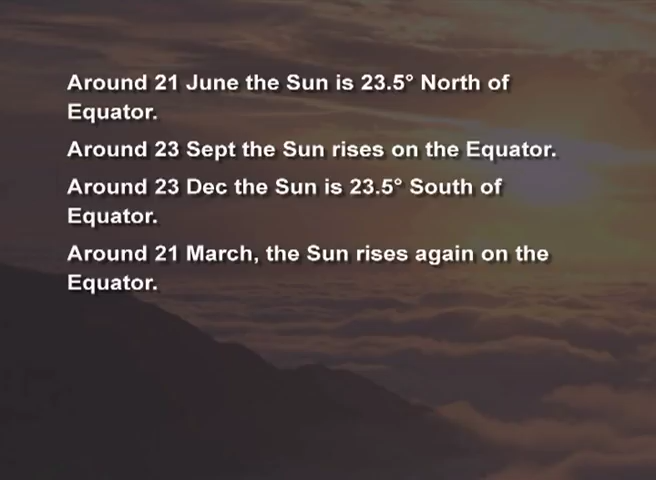 Around 21 June the Sun is 23.5° North of
Equator.
Around 23 Sept the Sun rises on the Equator.
Around 23 Dec the Sun is 23.5° South of
Equator.
Around 21 March, the Sun rises again on the
Equator.